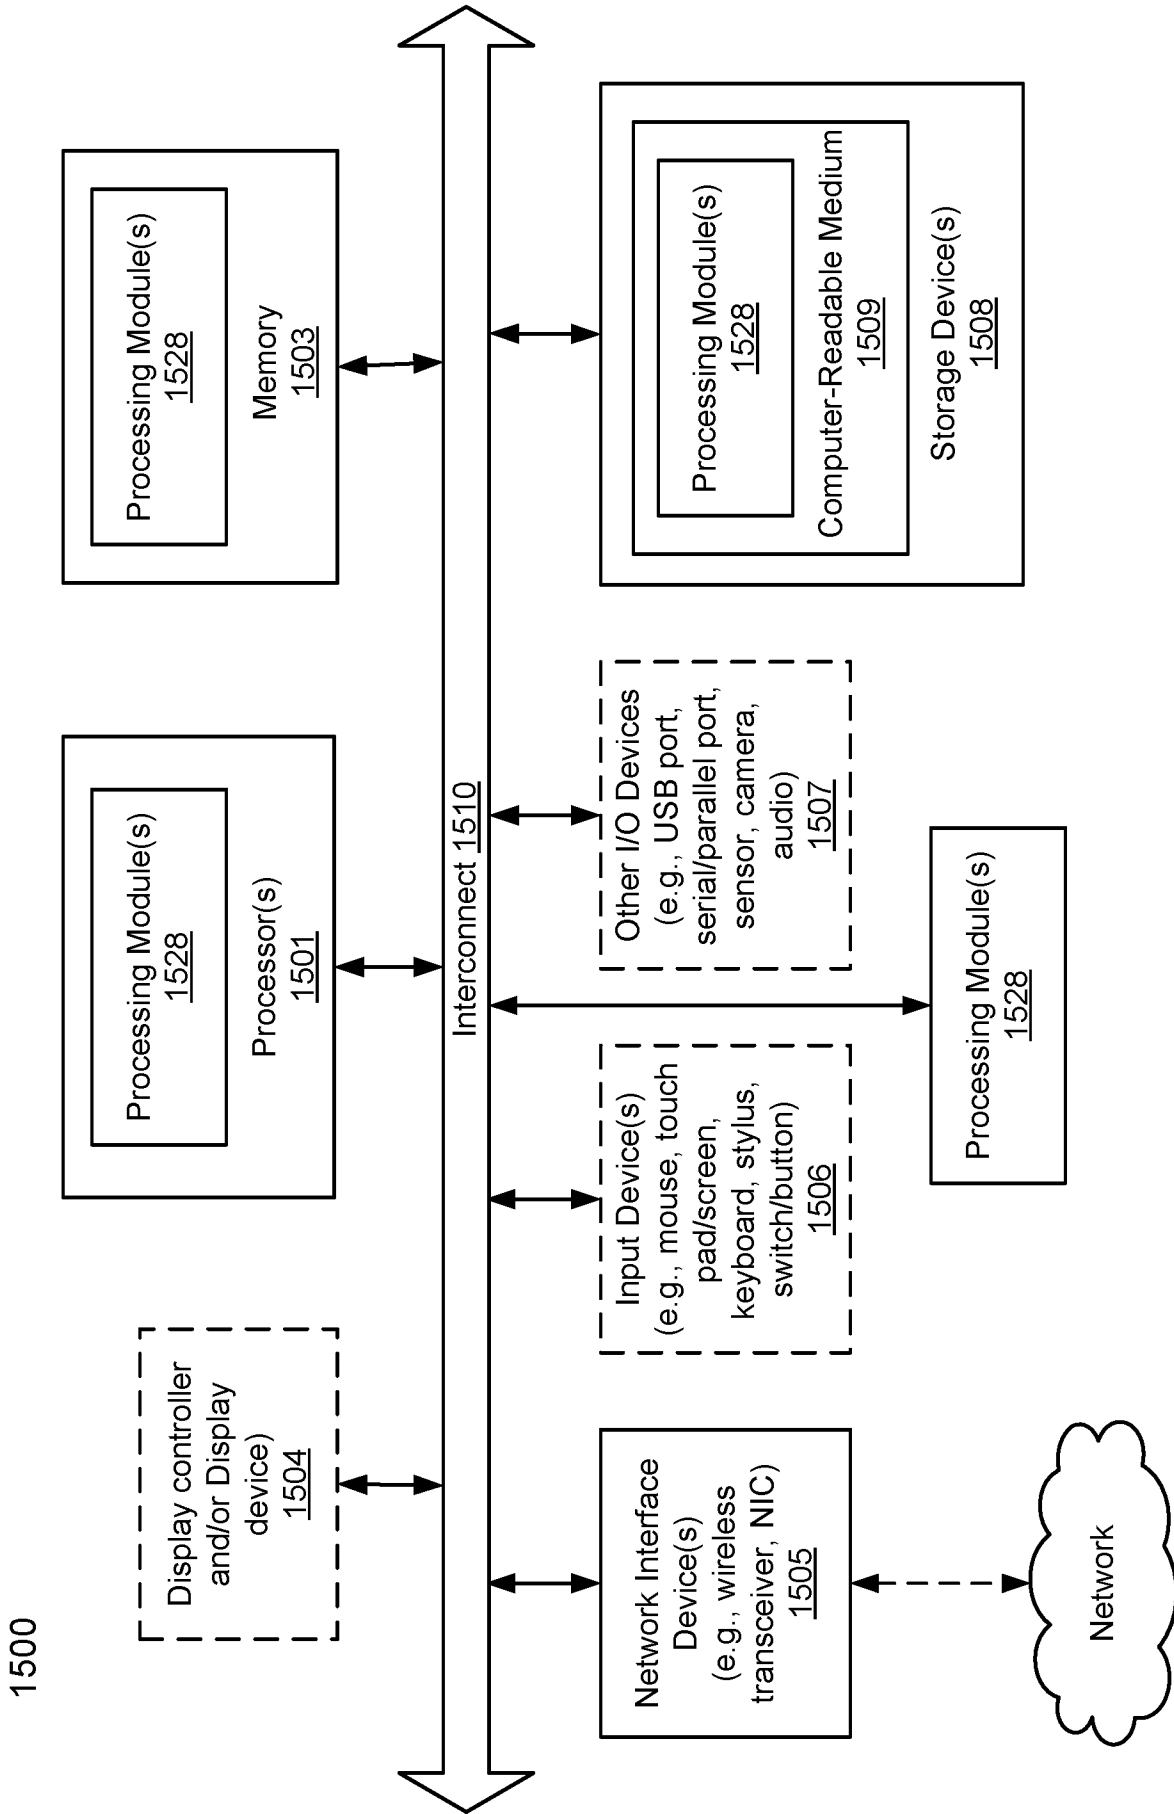 1500
Display controller
and/or Display
device)
1504
Processing Module(s)
1528
Processor(s)
1501
Processing Module(s)
1528
Memory
1503
Interconnect 1510
Network Interface
Device(s)
(e.g., wireless
transceiver, NIC)
1505
Input Device(s)
(e.g., mouse, touch
pad/screen,
keyboard, stylus,
switch/button)
1506
Other I/O Devices
(e.g., USB port,
serial/parallel port,
sensor, camera,
audio)
1507
Processing Module(s)
1528
Computer-Readable Medium
1509
Storage Device(s)
1508
Network
Processing Module(s)
1528